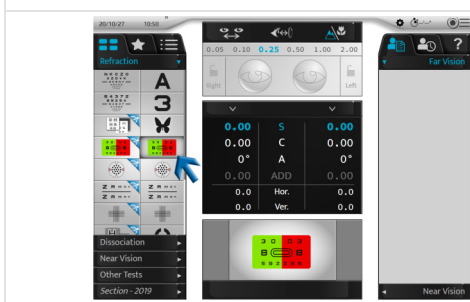 20/10/27 10:58
Refraction
A
3
Dissociation
Near Vision
Other Tests
Section - 2019
0.05 0.10 0.25 0.50 1.00 2.00
Right Left
0.00 S 0.00
0.00 C 0.00
0° A 0°
0.00 ADD 0.00
0.0 Hor. 0.0
0.0 Ver. 0.0
?
Far Vision
Near Vision